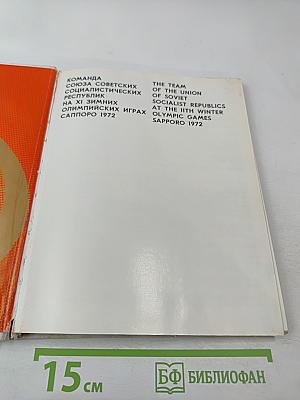 КОМАНДА
СОЮЗА СОВЕТСКИХ
СОЦИАЛИСТИЧЕСКИХ
РЕСПУБЛИК
НА XI ЗИМНИХ
ОЛИМПИЙСКИХ ИГРАХ
САППОРО 1972
THE TEAM
OF THE UNION
OF SOVIET
SOCIALIST REPUBLICS
AT THE 11TH WINTER
OLYMPIC GAMES
SAPPORO 1972
15 см
БФ БИБЛИОФАН